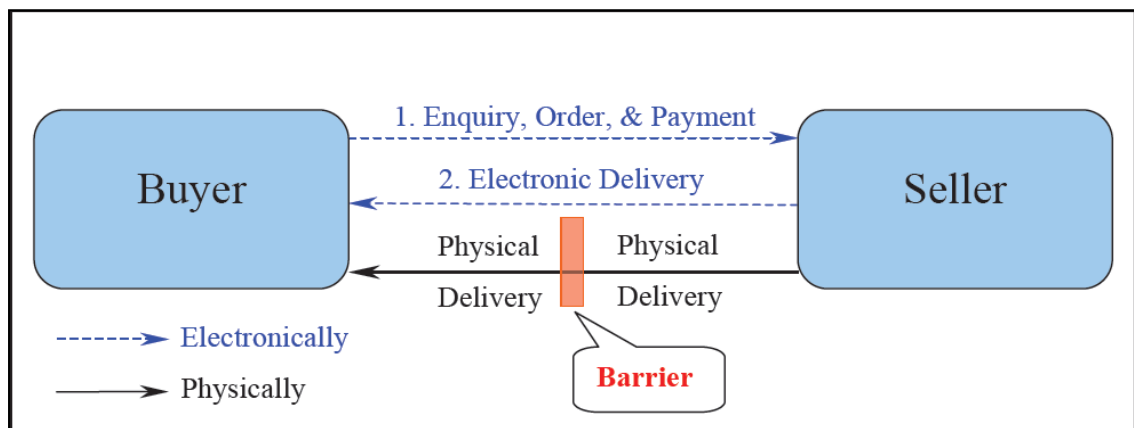 1. Enquiry, Order, & Payment
Buyer
2. Electronic Delivery
Seller
Physical Physical
Delivery Delivery
Electronically
Barrier
Physically